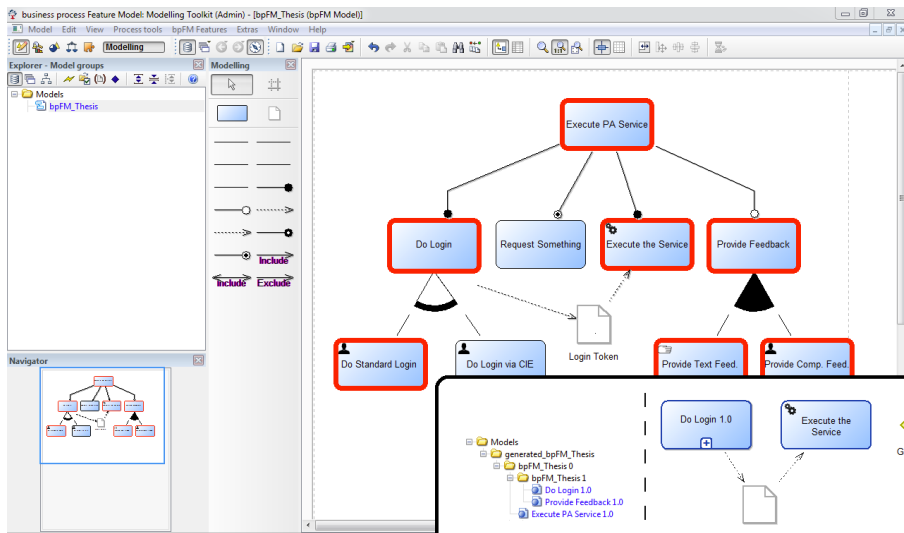 business process Feature Model: Modelling Toolkit (Admin) - [bpFM_Thesis (bpFM Model)]
Model Edit View Process tools bpFM Features Extras Window Help
Modelling
Explorer - Model groups
Modelling
Models
bpFM_Thesis
Include
Include
Exclude
Navigator
Execute PA Service
Do Login
Request Something
Execute the Service
Provide Feedback
Login Token
Do Standard Login
Do Login via CIE
Provide Text Feed.
Provide Comp. Feed.
Models
generated_bpFM_Thesis
bpFM_Thesis 0
bpFM_Thesis 1
Do Login 1.0
Provide Feedback 1.0
Execute PA Service 1.0
Do Login 1.0
Execute the
Service
G